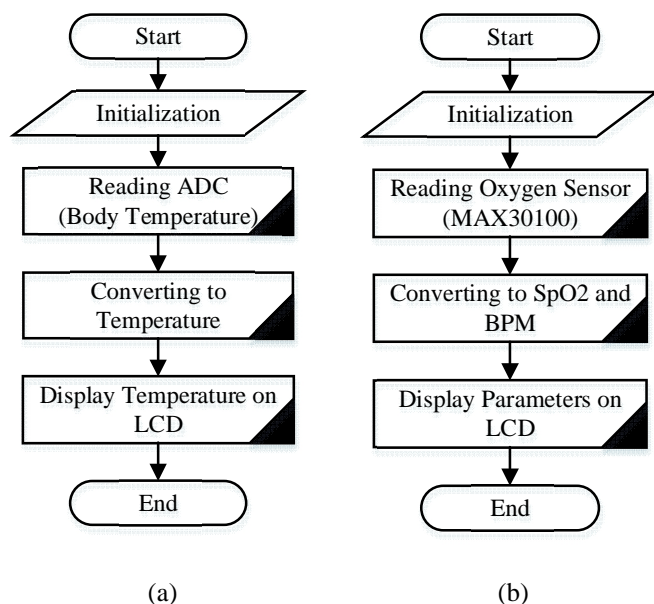 Start
Initialization
Reading ADC
(Body Temperature)
Converting to
Temperature
Display Temperature on
LCD
End
(a)
Start
Initialization
Reading Oxygen Sensor
(MAX30100)
Converting to SpO2 and
BPM
Display Parameters on
LCD
End
(b)